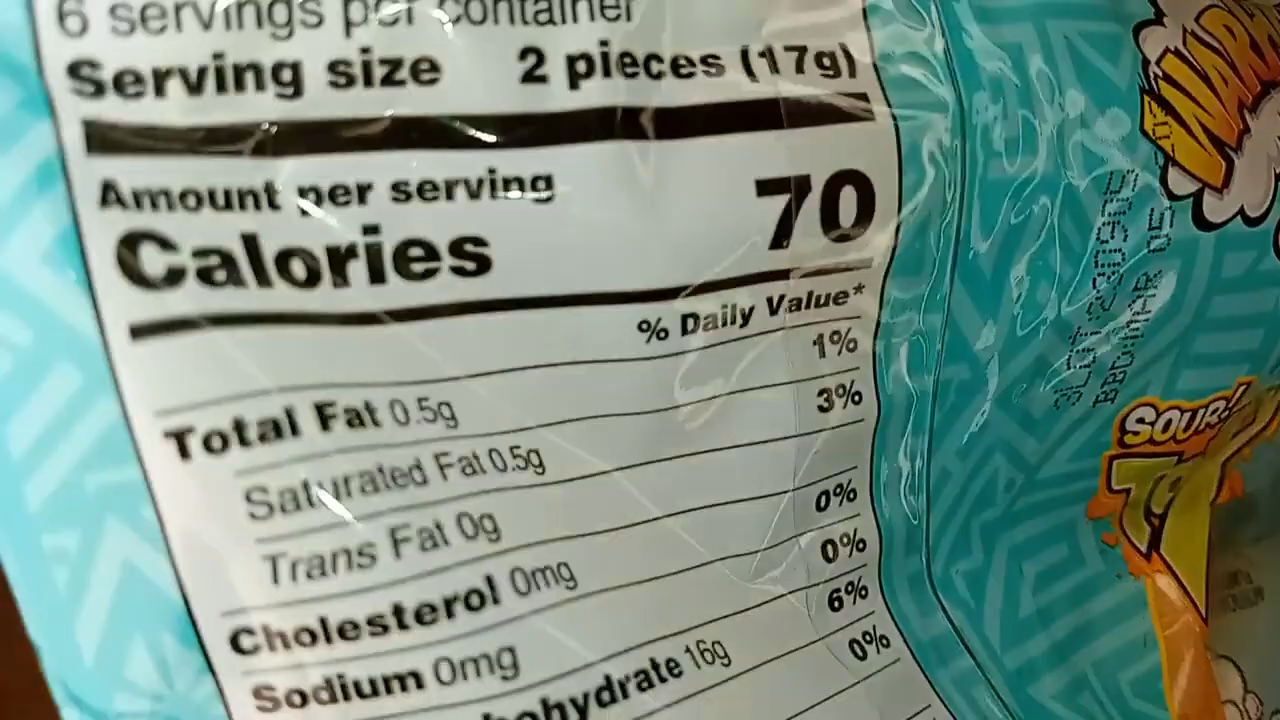 6 servings per container
Serving size 2 pieces (17g)
Amount per serving
Calories 70
% Daily Value*
Total Fat 0.5g 1%
Saturated Fat 0.5g 3%
Trans Fat 0g
Cholesterol 0mg 0%
Sodium 0mg 0%
ohydrate 16g 6%
0%
SOUR!